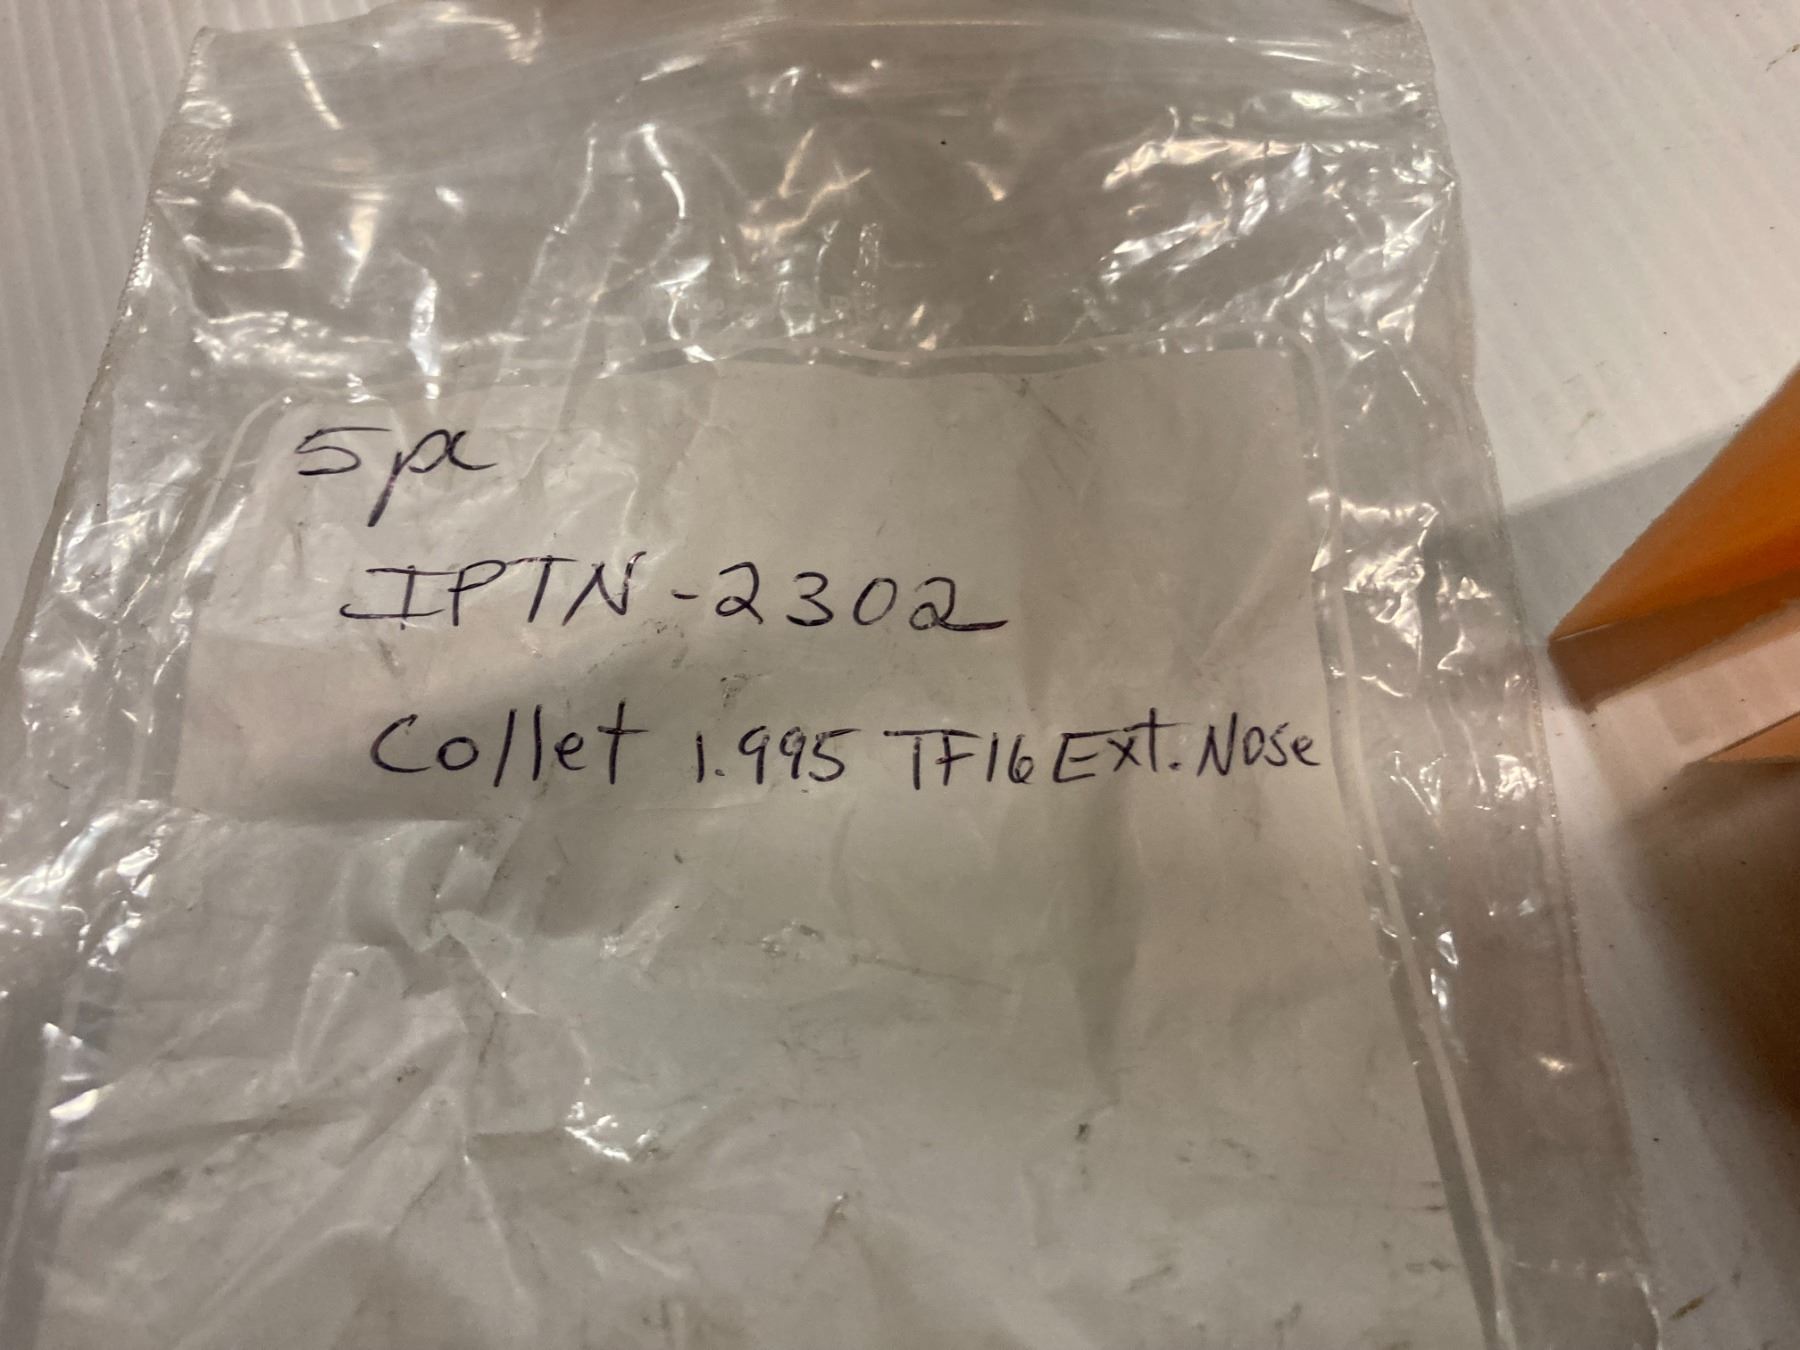 5pc
IPTN-2302
Collet 1.995 TF16 Ext. Nose